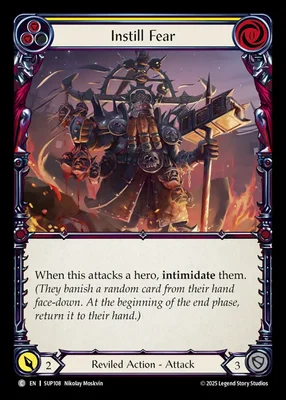 Instill Fear
When this attacks a hero, intimidate them.
(They banish a random card from their hand
face-down. At the beginning of the end phase,
return it to their hand.)
2
Reviled Action - Attack
3
C EN | SUP108 Nikolay Moskvin
© 2025 Legend Story Studios